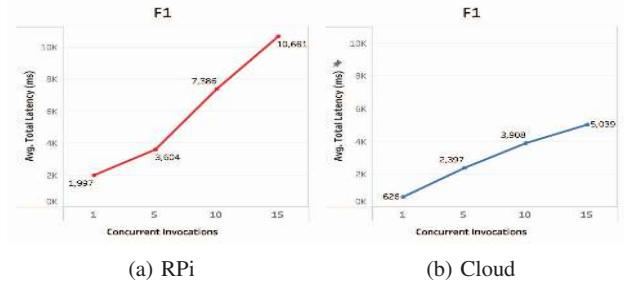 F1
10K
8K
6K
4K
2K
0K
Avg. Total Latency (ms)
1,997
3,604
7,386
10,661
1
5
10
15
Concurrent Invocations
(a) RPi
F1
10K
8K
6K
4K
2K
0K
Avg. Total Latency (ms)
626
2,397
3,908
5,039
1
5
10
15
Concurrent Invocations
(b) Cloud